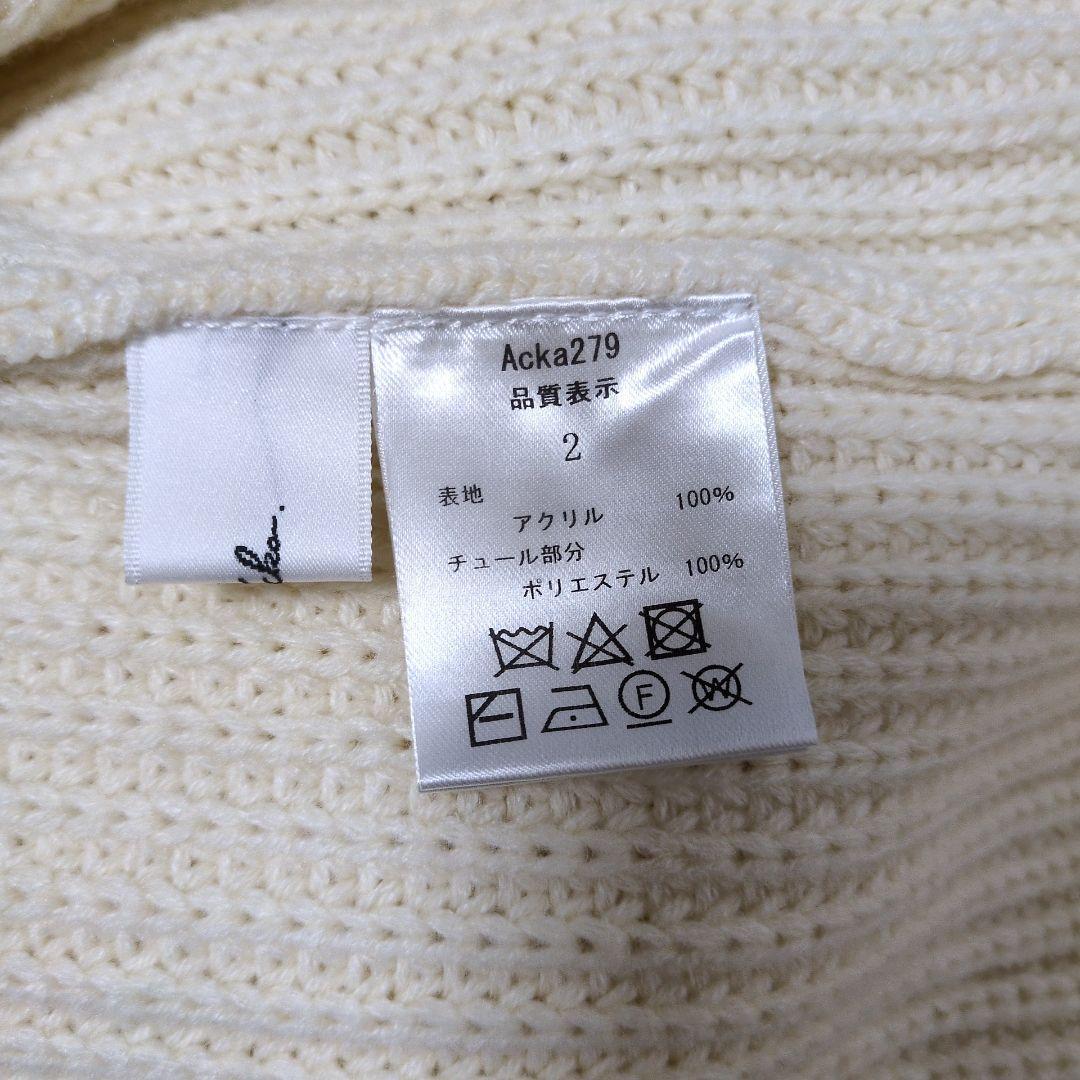 Acka279
品質表示
2
表地
アクリル 100%
チュール部分
ポリエステル 100%
F
W